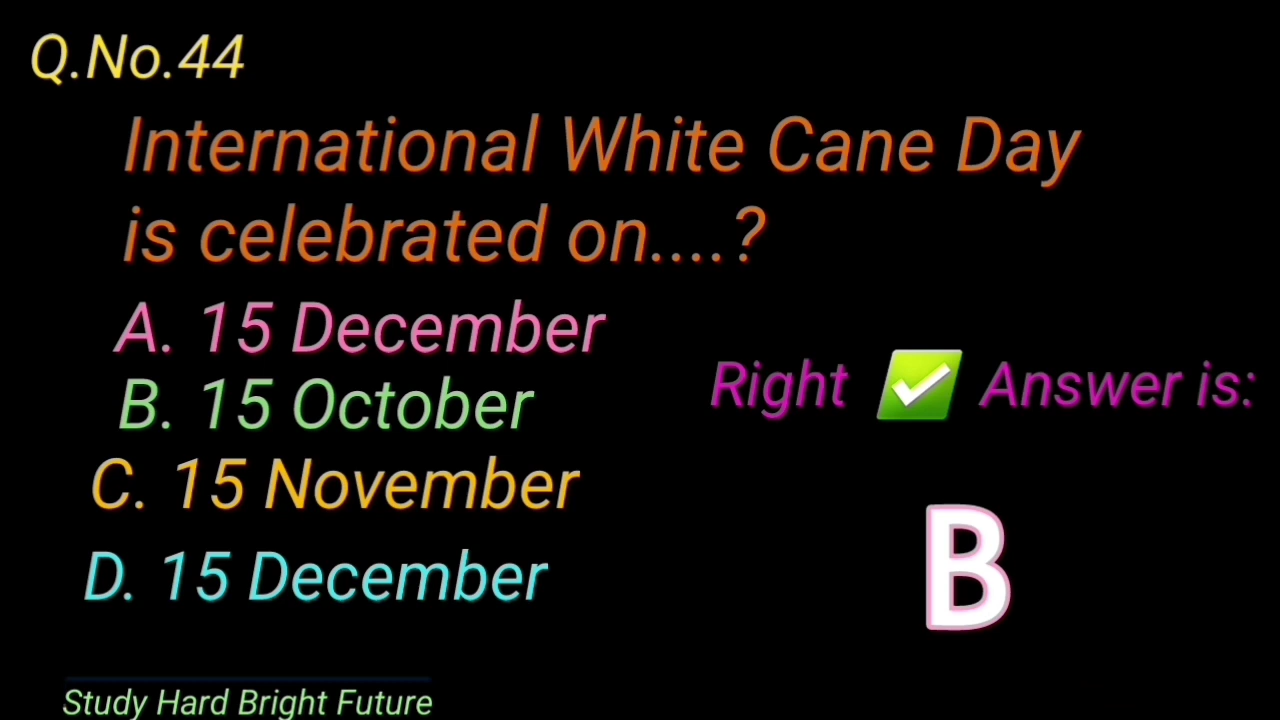 Q.No.44
International White Cane Day
is celebrated on....?
A. 15 December
B. 15 October
C. 15 November
D. 15 December
Right ✅ Answer is:
B
Study Hard Bright Future